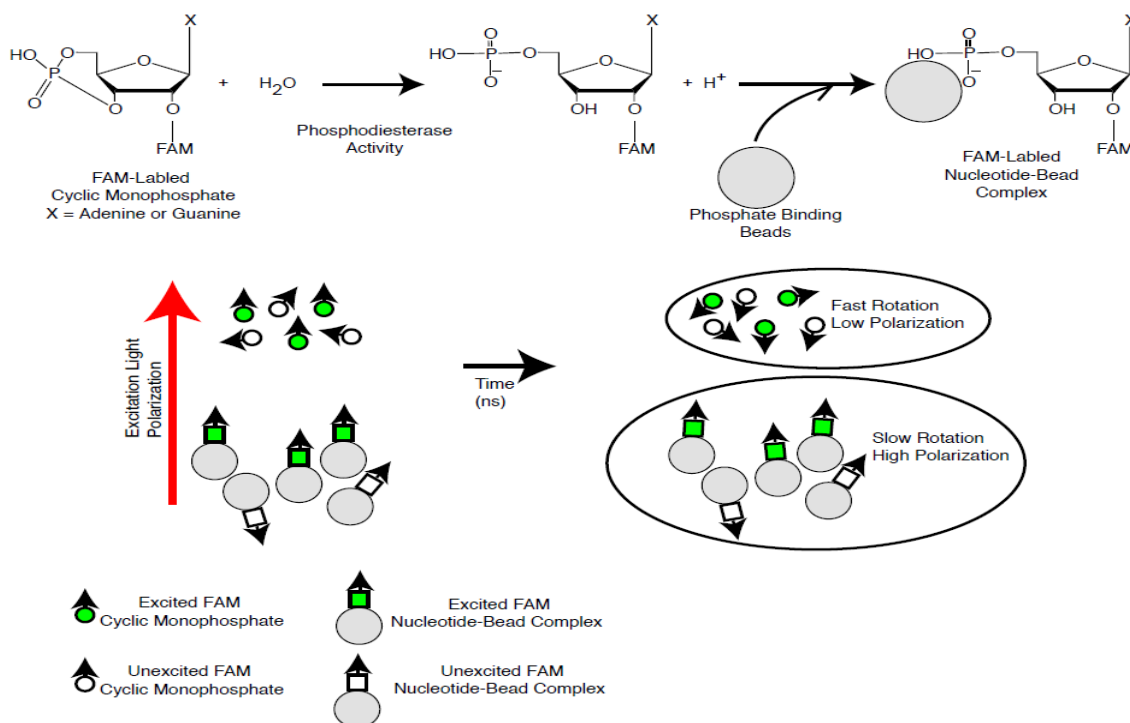 X
HO
P
O
O
O
O
O
FAM
+
H2O
Phosphodiesterase
Activity
FAM-Labled
Cyclic Monophosphate
X = Adenine or Guanine
X
O
HO
P
O
O−
O
OH
O
FAM
+ H+
Phosphate Binding
Beads
X
O
HO
P
O
O−
O
OH
O
FAM
FAM-Labled
Nucleotide-Bead
Complex
Excitation Light
Polarization
Time
(ns)
Fast Rotation
Low Polarization
Slow Rotation
High Polarization
Excited FAM
Cyclic Monophosphate
Excited FAM
Nucleotide-Bead Complex
Unexcited FAM
Cyclic Monophosphate
Unexcited FAM
Nucleotide-Bead Complex